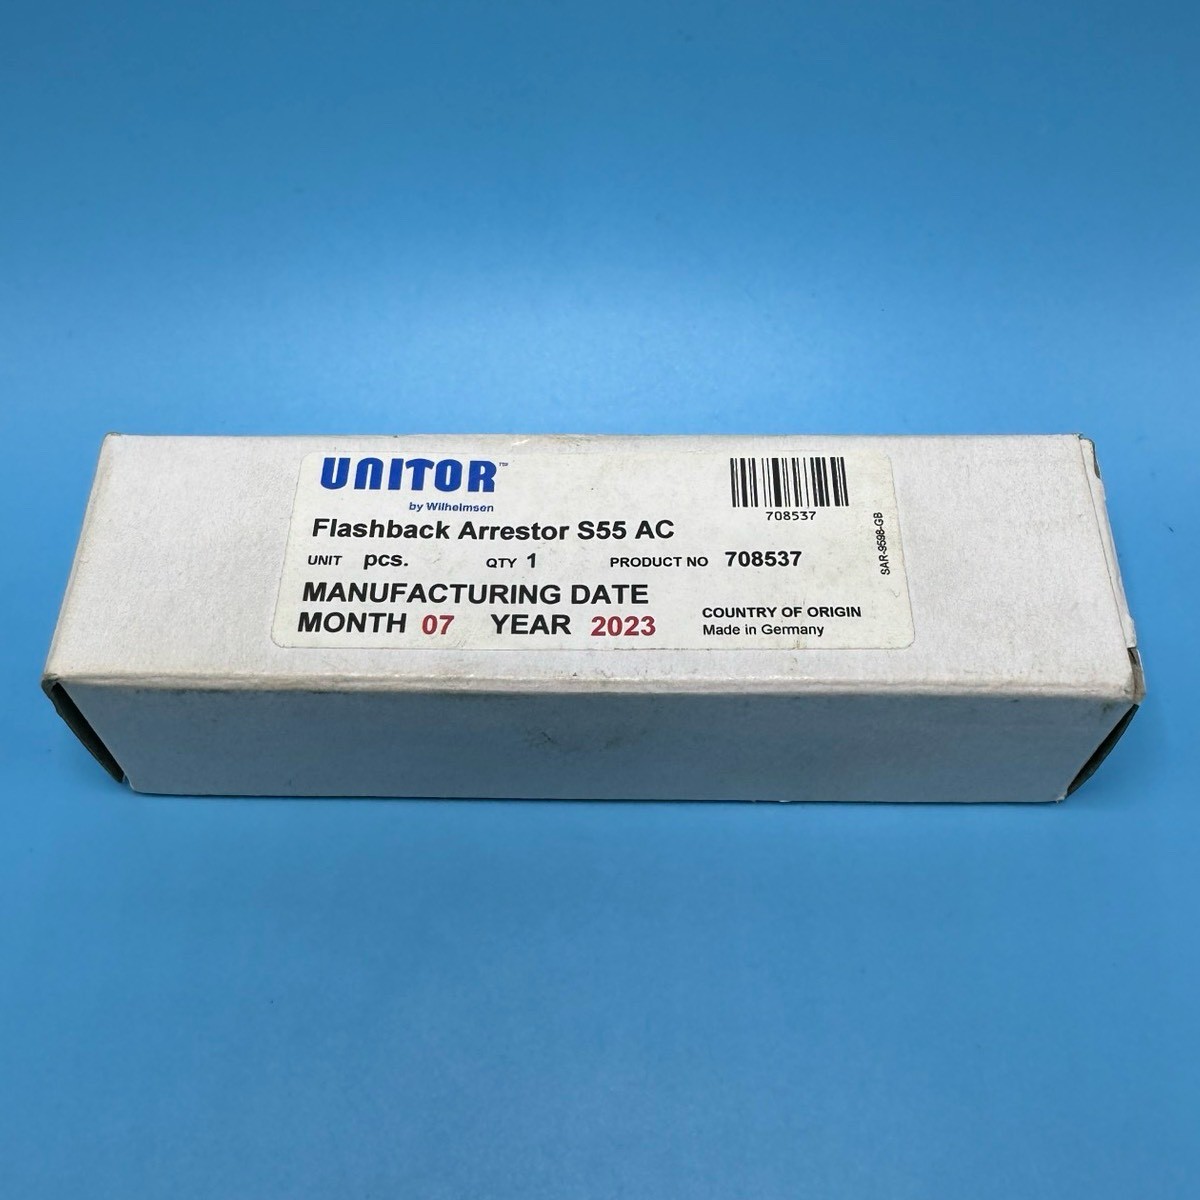 UNITOR™
by Wilhelmsen
708537
Flashback Arrestor S55 AC
UNIT pcs. QTY 1 PRODUCT NO 708537
MANUFACTURING DATE
MONTH 07 YEAR 2023
COUNTRY OF ORIGIN
Made in Germany
SAR-9598-GB